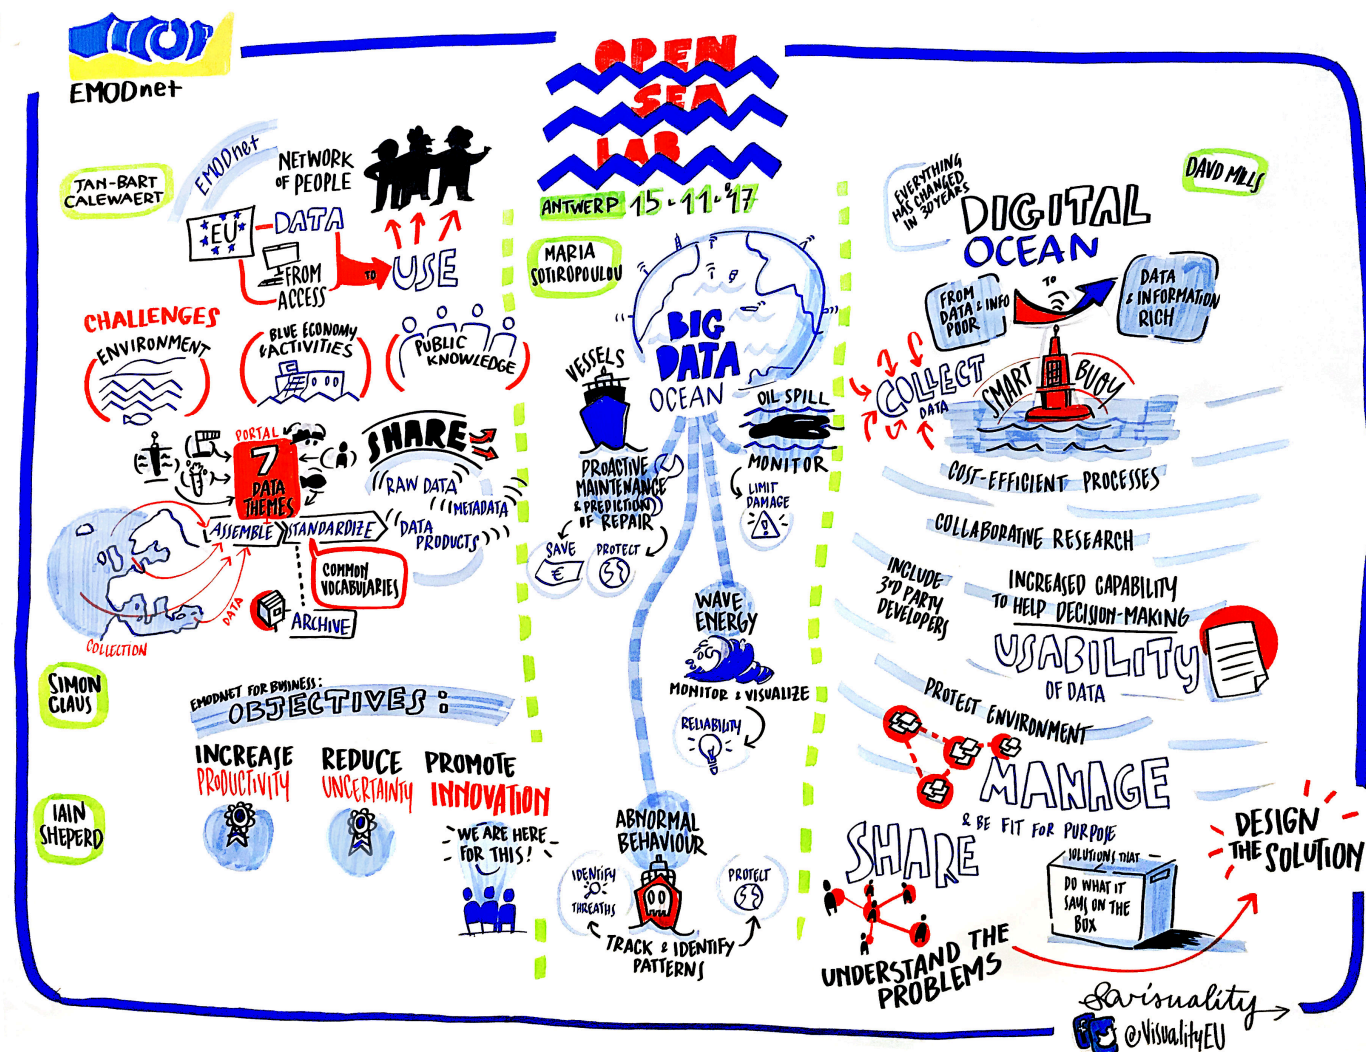 EMODnet
OPEN
SEA
LAB
ANTWERP 15 & 11 & '17
JAN-BART
CALEWAERT
EMODnet
NETWORK
OF PEOPLE
EU
DATA
FROM
ACCESS
TO
USE
CHALLENGES
ENVIRONMENT
BLUE ECONOMY
& ACTIVITIES
PUBLIC
KNOWLEDGE
PORTAL
7
DATA
THEMES
SHARE
RAW DATA
METADATA
DATA
PRODUCTS
ASSEMBLE
STANDARDIZE
COMMON
VOCABULARIES
ARCHIVE
DATA
COLLECTION
SIMON
CLAUS
EMODNET FOR BUSINESS:
OBJECTIVES:
INCREASE
PRODUCTIVITY
REDUCE
UNCERTAINTY
PROMOTE
INNOVATION
IAIN
SHEPERD
WE ARE HERE
FOR THIS!
MARIA
SOTIROPOULOU
BIG
DATA
OCEAN
VESSELS
PROACTIVE
MAINTENANCE
& PREDICTION
OF REPAIR
SAVE
€
PROTECT
OIL SPILL
MONITOR
LIMIT
DAMAGE
!
WAVE
ENERGY
MONITOR & VISUALIZE
RELIABILITY
ABNORMAL
BEHAVIOUR
IDENTIFY
THREATHS
PROTECT
TRACK & IDENTIFY
PATTERNS
DAVD MILLS
EVERYTHING
HAS CHANGED
IN 30 YEARS
DIGITAL
OCEAN
FROM
DATA & INFO
POOR
TO
DATA
& INFORMATION
RICH
COLLECT
DATA
SMART BUOY
COST-EFFICIENT PROCESSES
COLLABORATIVE RESEARCH
INCLUDE
3RD PARTY
DEVELOPERS
INCREASED CAPABILITY
TO HELP DECISION-MAKING
USABILITY
OF DATA
PROTECT ENVIRONMENT
MANAGE
& BE FIT FOR PURPOSE
SHARE
SOLUTIONS THAT
DO WHAT IT
SAYS ON THE
BOX
UNDERSTAND THE
PROBLEMS
DESIGN
THE SOLUTION
visuality
@VisualityEU